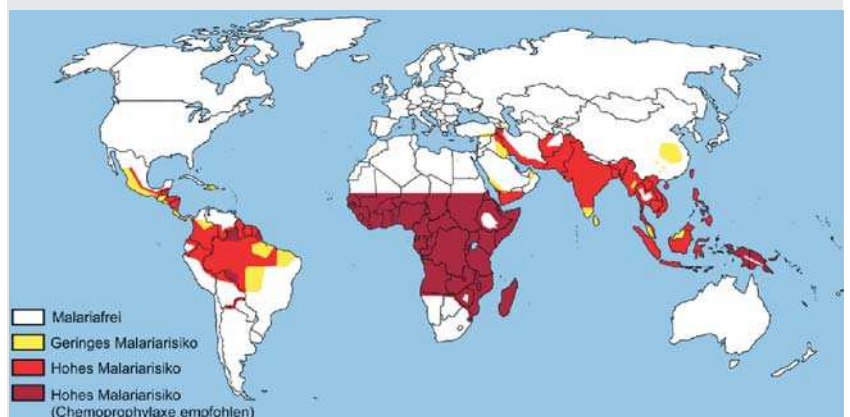 Malariafrei
Geringes Malariarisiko
Hohes Malariarisiko
Hohes Malariarisiko
(Chemoprophylaxe empfohlen)